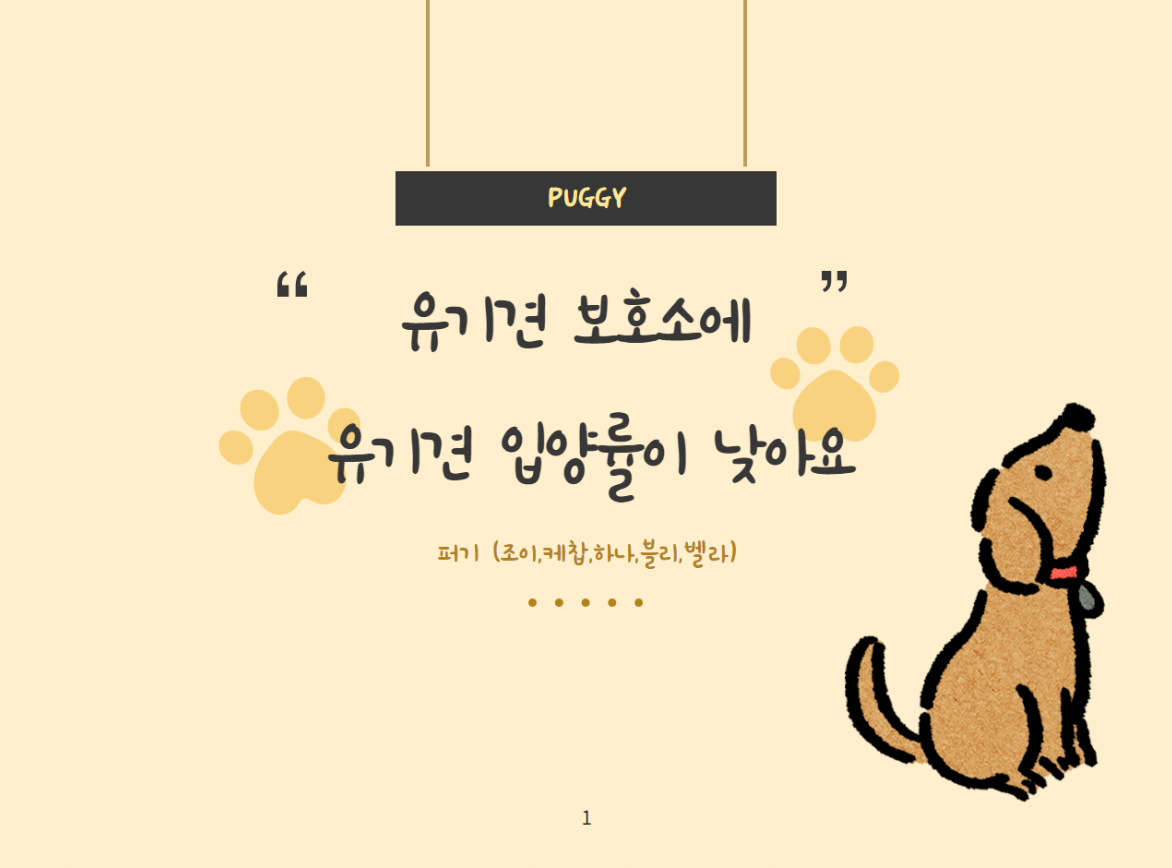 PUGGY
“ 유기견 보호소에 ”
유기견 입양률이 낮아요
퍼기 (조이,케찹,하나,블리,벨라)
1